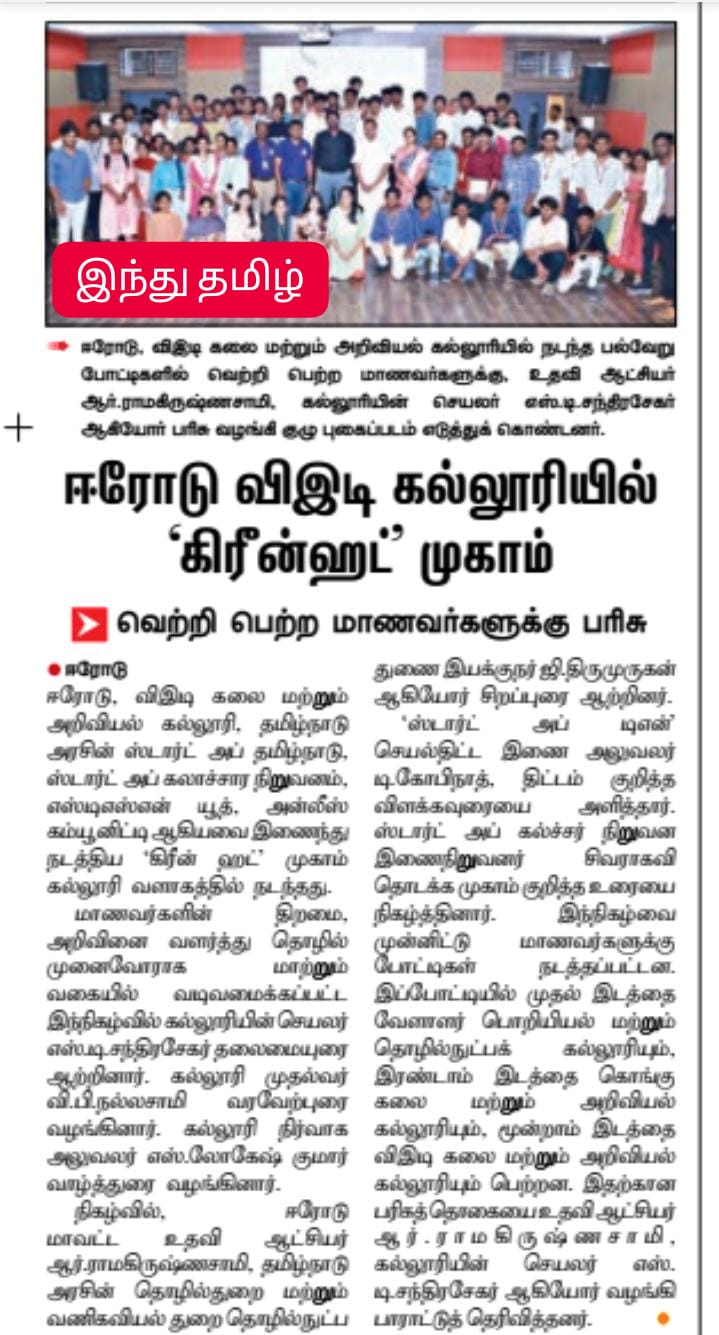 இந்து தமிழ்
ஈரோடு, விஇடி கலை மற்றும் அறிவியல் கல்லூரியில் நடந்த பல்வேறு
போட்டிகளில் வெற்றி பெற்ற மாணவர்களுக்கு, உதவி ஆட்சியர்
ஆர்.ராமகிருஷ்ணசாமி, கல்லூரியின் செயலர் எஸ்.டி.சந்திரசேகர்
ஆகியோர் பரிசு வழங்கி குழு புகைப்படம் எடுத்துக் கொண்டனர்.
ஈரோடு விஇடி கல்லூரியில்
‘கிரீன்ஹட்’ முகாம்
வெற்றி பெற்ற மாணவர்களுக்கு பரிசு
ஈரோடு
ஈரோடு, விஇடி கலை மற்றும்
அறிவியல் கல்லூரி, தமிழ்நாடு
அரசின் ஸ்டார்ட் அப் தமிழ்நாடு,
ஸ்டார்ட் அப் கலாச்சார நிறுவனம்,
எஸ்டிஎஸ்என் யூத், அன்லீஸ்
கம்யூனிட்டி ஆகியவை இணைந்து
நடத்திய ‘கிரீன் ஹட்’ முகாம்
கல்லூரி வளாகத்தில் நடந்தது.
மாணவர்களின் திறமை,
அறிவினை வளர்த்து தொழில்
முனைவோராக மாற்றும்
வகையில் வடிவமைக்கப்பட்ட
இந்நிகழ்வில் கல்லூரியின் செயலர்
எஸ்.டி.சந்திரசேகர் தலைமையுரை
ஆற்றினார். கல்லூரி முதல்வர்
வி.பி.நல்லசாமி வரவேற்புரை
வழங்கினார். கல்லூரி நிர்வாக
அலுவலர் எஸ்.லோகேஷ் குமார்
வாழ்த்துரை வழங்கினார்.
நிகழ்வில், ஈரோடு
மாவட்ட உதவி ஆட்சியர்
ஆர்.ராமகிருஷ்ணசாமி, தமிழ்நாடு
அரசின் தொழில்துறை மற்றும்
வணிகவியல் துறை தொழில்நுட்ப
துணை இயக்குநர் ஜி.திருமுருகன்
ஆகியோர் சிறப்புரை ஆற்றினர்.
‘ஸ்டார்ட் அப் டிஎன்’
செயல்திட்ட இணை அலுவலர்
டி.கோபிநாத், திட்டம் குறித்த
விளக்கவுரையை அளித்தார்.
ஸ்டார்ட் அப் கல்ச்சர் நிறுவன
இணைநிறுவனர் சிவராகவி
தொடக்க முகாம் குறித்த உரையை
நிகழ்த்தினார். இந்நிகழ்வை
முன்னிட்டு மாணவர்களுக்கு
போட்டிகள் நடத்தப்பட்டன.
இப்போட்டியில் முதல் இடத்தை
வேளாளர் பொறியியல் மற்றும்
தொழில்நுட்பக் கல்லூரியும்,
இரண்டாம் இடத்தை கொங்கு
கலை மற்றும் அறிவியல்
கல்லூரியும், மூன்றாம் இடத்தை
விஇடி கலை மற்றும் அறிவியல்
கல்லூரியும் பெற்றன. இதற்கான
பரிசுத்தொகையை உதவி ஆட்சியர்
ஆர்.ராமகிருஷ்ணசாமி,
கல்லூரியின் செயலர் எஸ்.
டி.சந்திரசேகர் ஆகியோர் வழங்கி
பாராட்டுத் தெரிவித்தனர்.